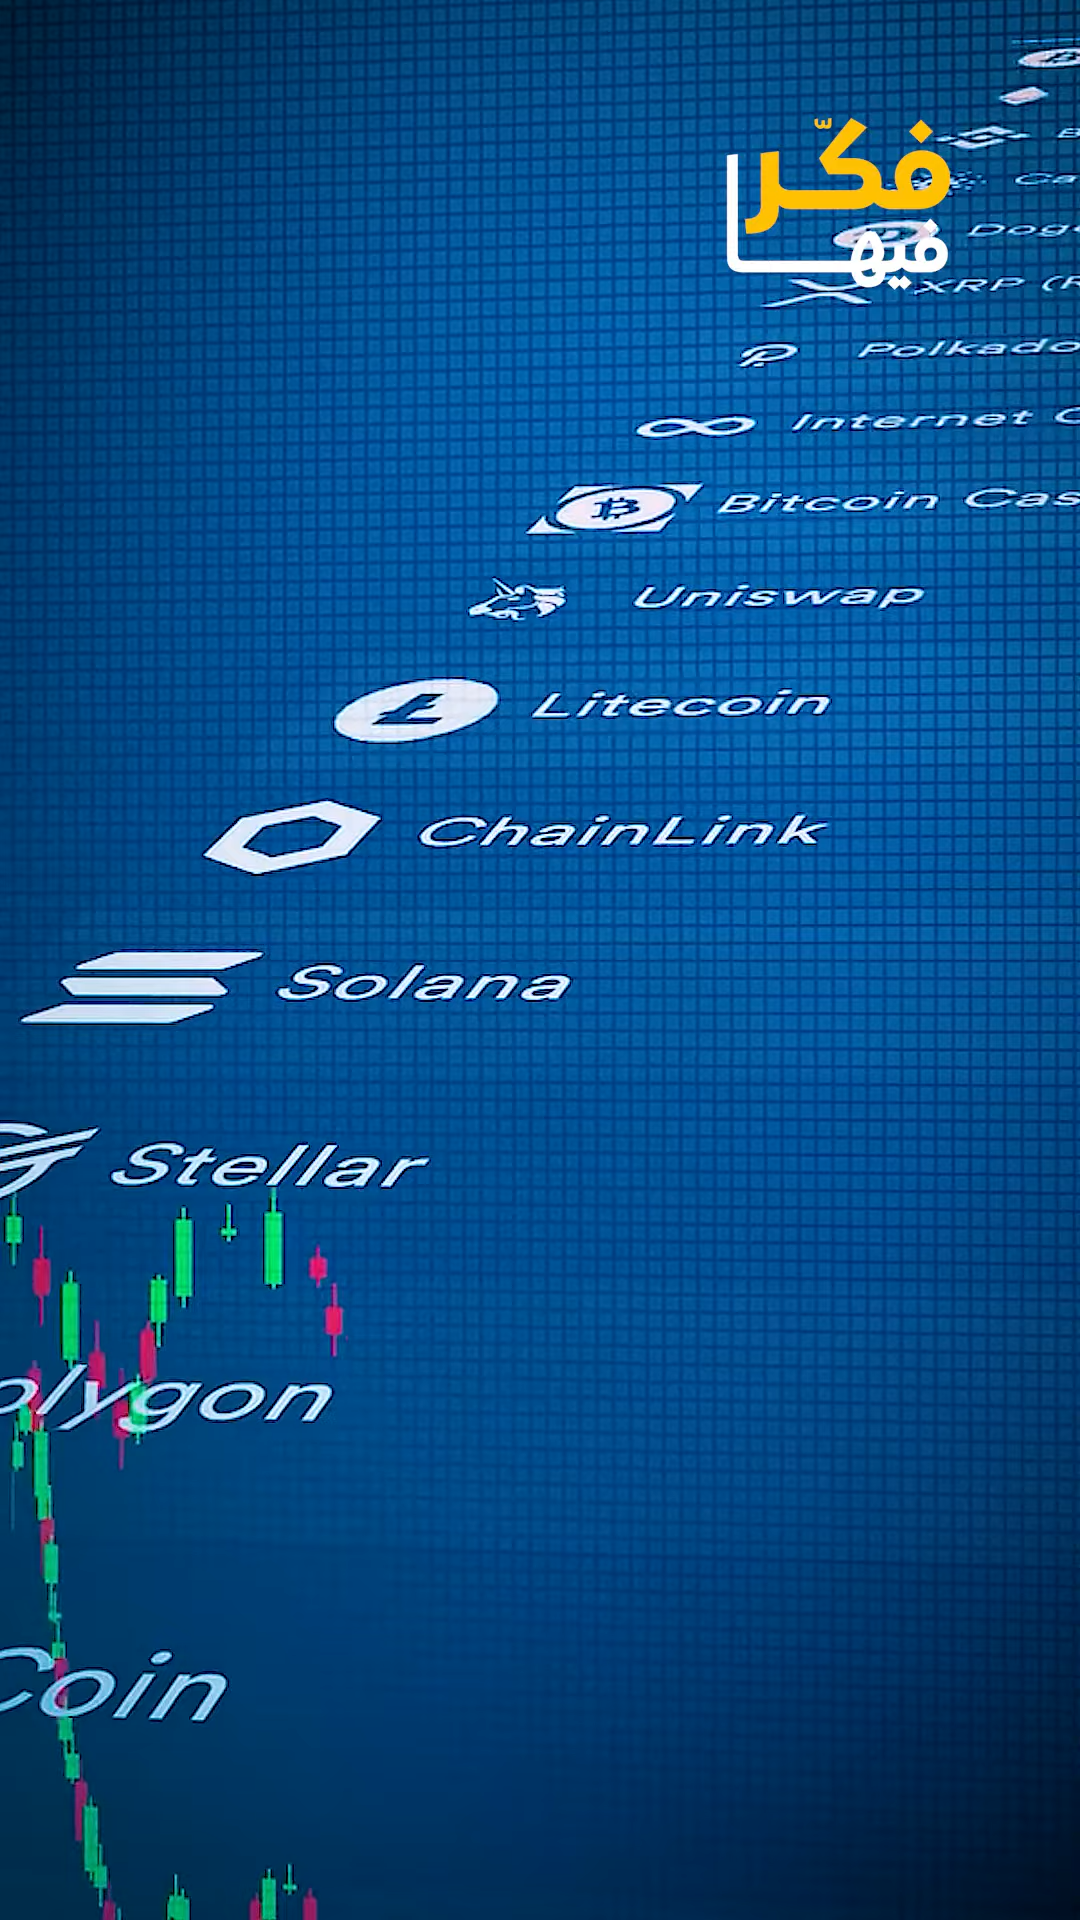 فكّر
فيها
XRP (R
Polkado
Internet C
Bitcoin Cas
Uniswap
Litecoin
ChainLink
Solana
Stellar
olygon
Coin